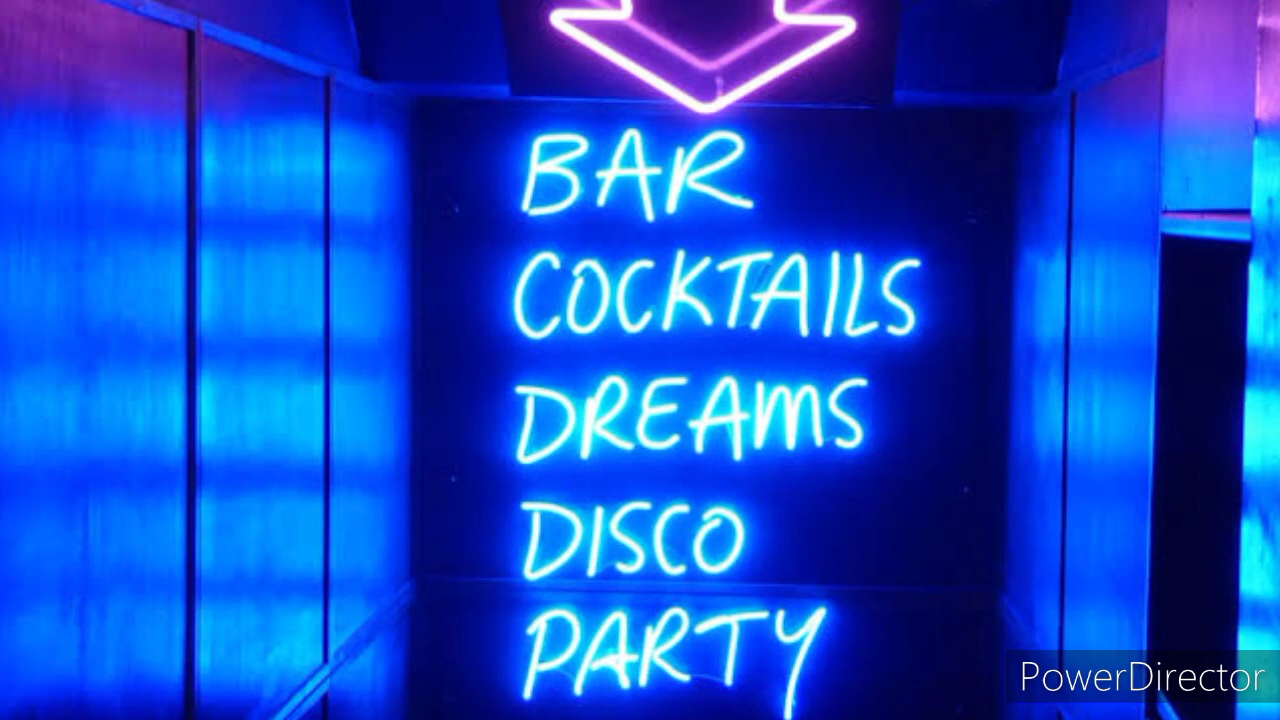 BAR
COCKTAILS
DREAMS
DISCO
PARTY
PowerDirector